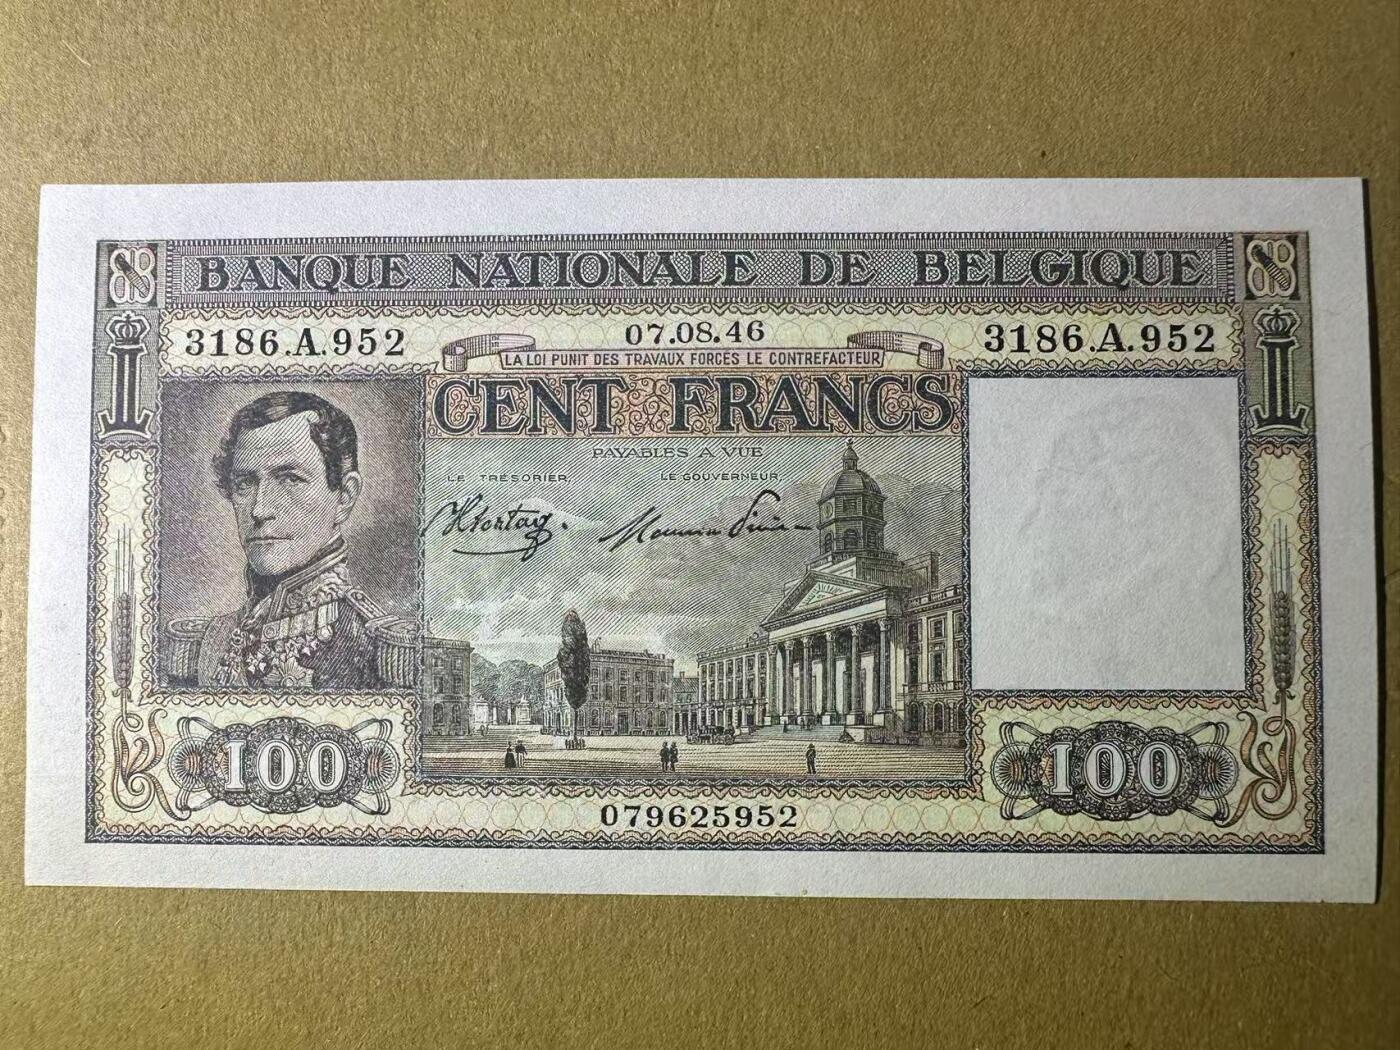 BANQUE NATIONALE DE BELGIQUE
3186.A.952
07.08.46
3186.A.952
LA LOI PUNIT DES TRAVAUX FORCÉS LE CONTREFACTEUR
CENT FRANCS
PAYABLES A VUE
LE TRÉSORIER,
LE GOUVERNEUR,
100
100
079625952